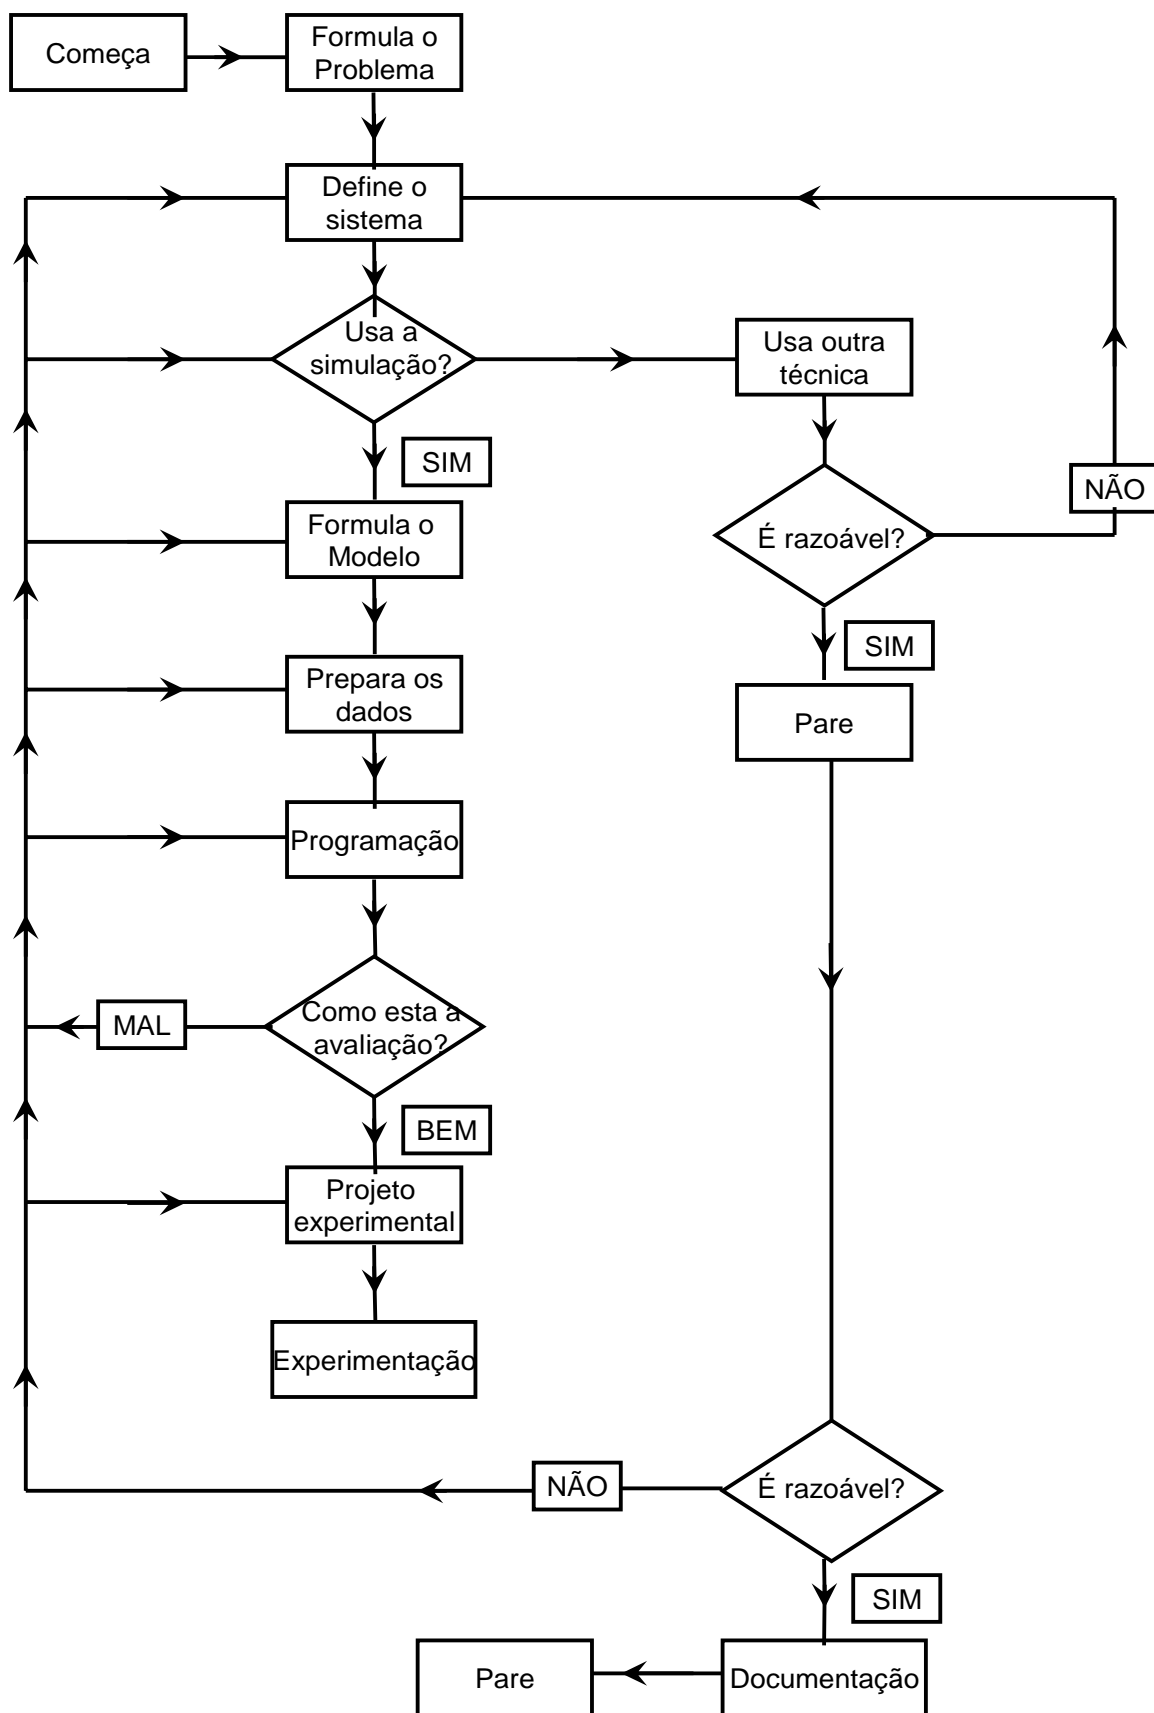 Começa
Formula o
Problema
Define o
sistema
Usa a
simulação?
Usa outra
técnica
SIM
NÃO
Formula o
Modelo
É razoável?
SIM
Prepara os
dados
Pare
Programação
Como esta a
avaliação?
MAL
BEM
Projeto
experimental
Experimentação
NÃO
É razoável?
SIM
Pare
Documentação